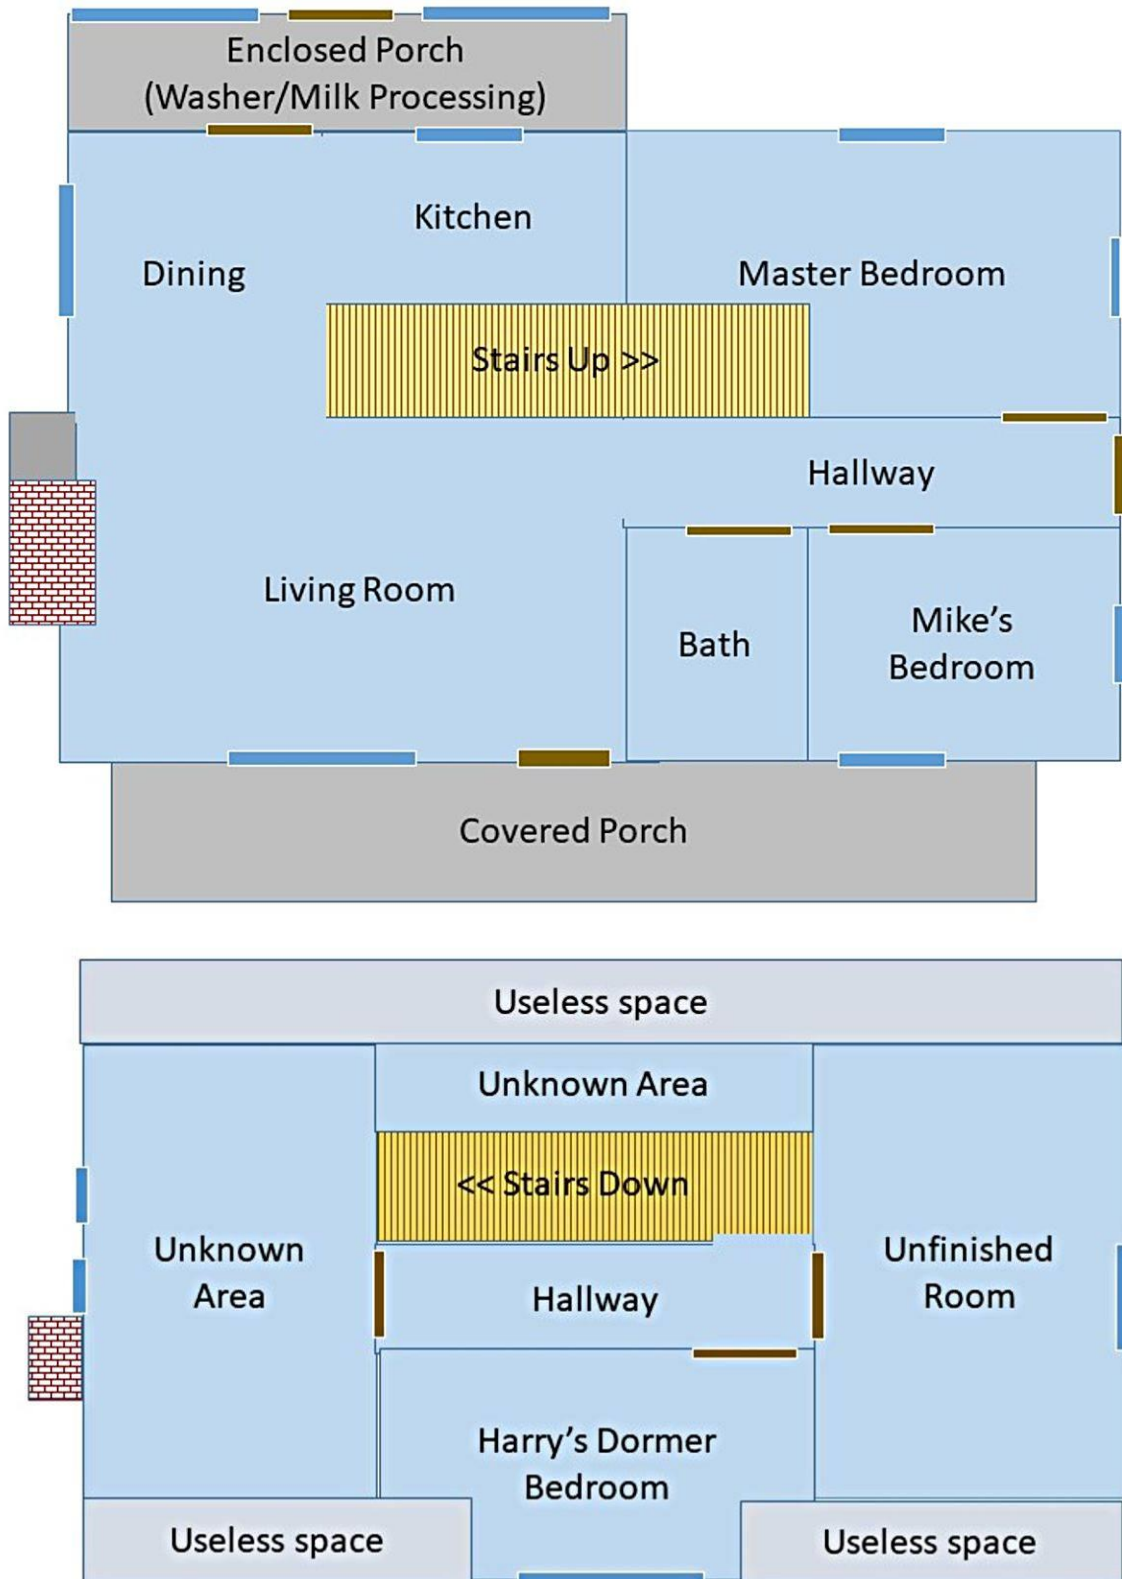 Enclosed Porch
(Washer/Milk Processing)
Kitchen
Dining
Master Bedroom
Stairs Up >>
Hallway
Living Room
Bath
Mike’s
Bedroom
Covered Porch
Useless space
Unknown Area
<< Stairs Down
Unknown
Area
Hallway
Unfinished
Room
Harry’s Dormer
Bedroom
Useless space
Useless space